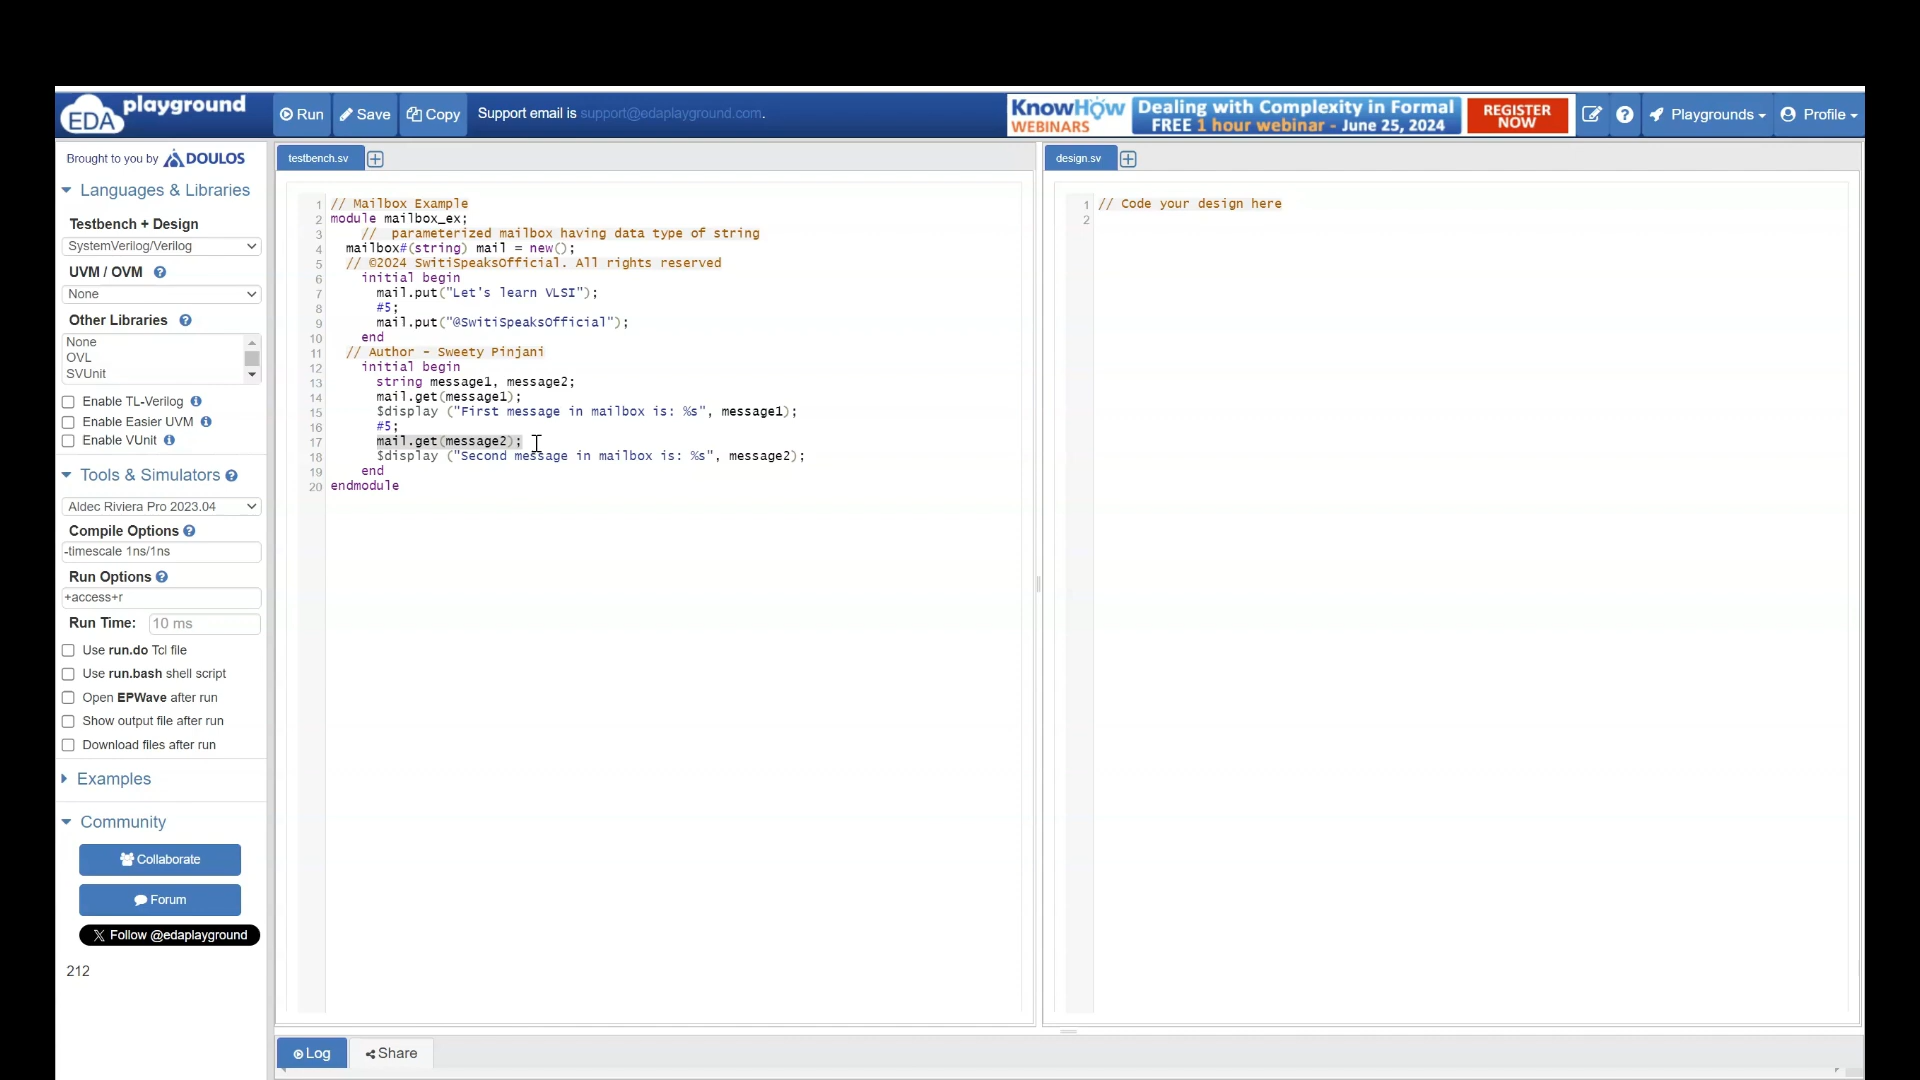 EDA playground
Run Save Copy Support email is support@edaplayground.com.
KnowHow WEBINARS
Dealing with Complexity in Formal
FREE 1 hour webinar - June 25, 2024
REGISTER NOW
Playgrounds Profile
Brought to you by DOULOS
Languages & Libraries
Testbench + Design
SystemVerilog/Verilog
UVM / OVM
None
Other Libraries
None
OVL
SVUnit
Enable TL-Verilog
Enable Easier UVM
Enable VUnit
Tools & Simulators
Aldec Riviera Pro 2023.04
Compile Options
-timescale 1ns/1ns
Run Options
+access+r
Run Time: 10 ms
Use run.do Tcl file
Use run.bash shell script
Open EPWave after run
Show output file after run
Download files after run
Examples
Community
Collaborate
Forum
Follow @edaplayground
212
testbench.sv
1 // Mailbox Example
2 module mailbox_ex;
3 // parameterized mailbox having data type of string
4 mailbox#(string) mail = new();
5 // ©2024 SwitiSpeaksOfficial. All rights reserved
6 initial begin
7 mail.put("Let's learn VLSI");
8 #5;
9 mail.put("@SwitiSpeaksOfficial");
10 end
11 // Author - Sweety Pinjani
12 initial begin
13 string message1, message2;
14 mail.get(message1);
15 $display ("First message in mailbox is: %s", message1);
16 #5;
17 mail.get(message2);
18 $display ("Second message in mailbox is: %s", message2);
19 end
20 endmodule
design.sv
1 // Code your design here
2
Log Share